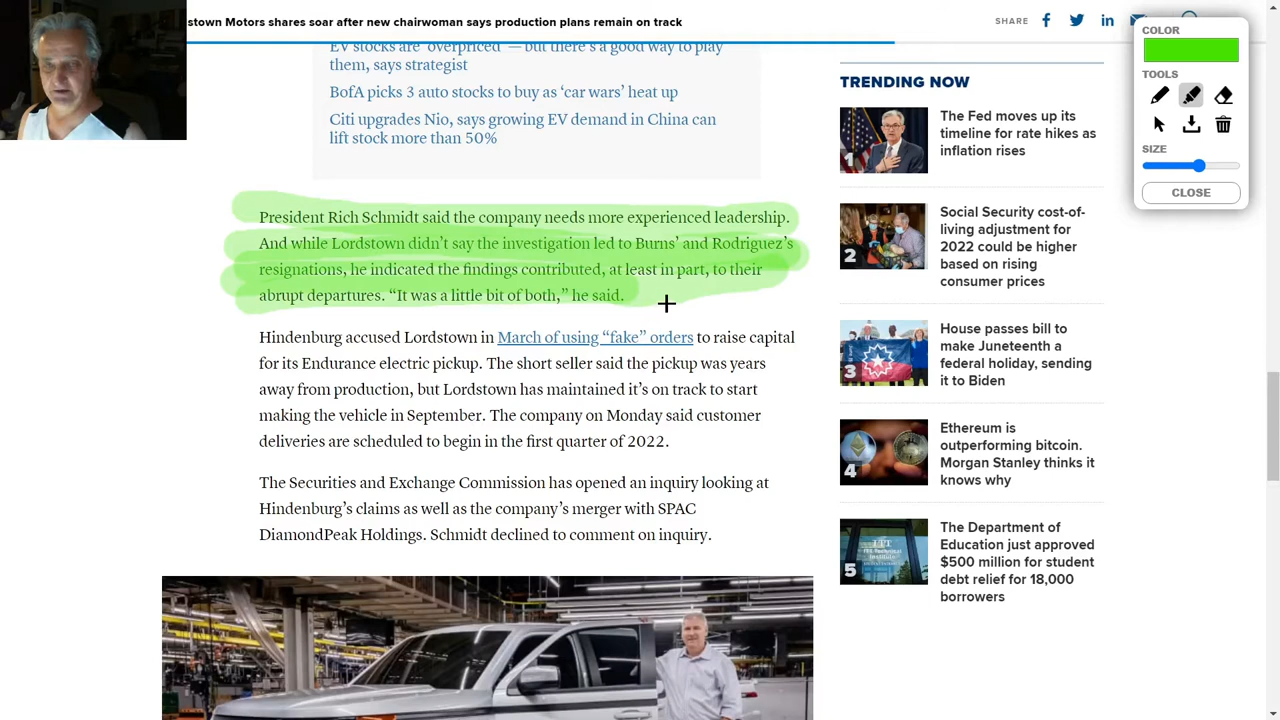 stown Motors shares soar after new chairwoman says production plans remain on track
SHARE
EV stocks are ‘overpriced’ — but there’s a good way to play
them, says strategist
BofA picks 3 auto stocks to buy as ‘car wars’ heat up
Citi upgrades Nio, says growing EV demand in China can
lift stock more than 50%
President Rich Schmidt said the company needs more experienced leadership.
And while Lordstown didn’t say the investigation led to Burns’ and Rodriguez’s
resignations, he indicated the findings contributed, at least in part, to their
abrupt departures. “It was a little bit of both,” he said.
Hindenburg accused Lordstown in March of using “fake” orders to raise capital
for its Endurance electric pickup. The short seller said the pickup was years
away from production, but Lordstown has maintained it’s on track to start
making the vehicle in September. The company on Monday said customer
deliveries are scheduled to begin in the first quarter of 2022.
The Securities and Exchange Commission has opened an inquiry looking at
Hindenburg’s claims as well as the company’s merger with SPAC
DiamondPeak Holdings. Schmidt declined to comment on inquiry.
TRENDING NOW
1
The Fed moves up its
timeline for rate hikes as
inflation rises
2
Social Security cost-of-
living adjustment for
2022 could be higher
based on rising
consumer prices
3
House passes bill to
make Juneteenth a
federal holiday, sending
it to Biden
4
Ethereum is
outperforming bitcoin.
Morgan Stanley thinks it
knows why
5
The Department of
Education just approved
$500 million for student
debt relief for 18,000
borrowers
COLOR
TOOLS
SIZE
CLOSE